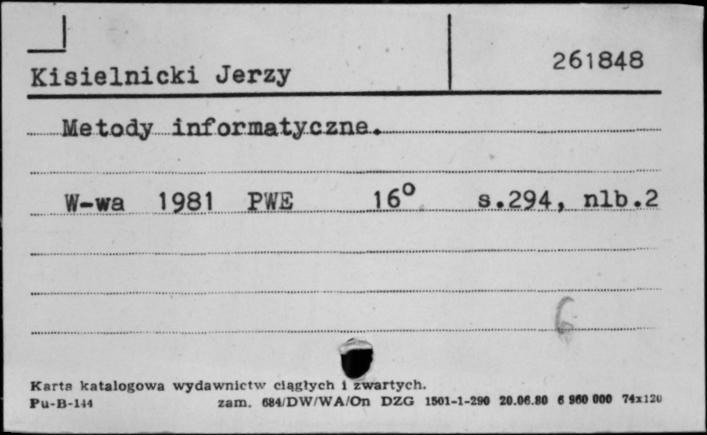 Kisielnicki Jerzy 261848
Metody informatyczne.
W-wa 1981 PWE 16° s.294, nlb.2
6
Karta katalogowa wydawnictw ciągłych i zwartych.
Pu-B-144 zam. 684/DW/WA/On DZG 1501-1-290 20.06.80 6 960 000 74x120